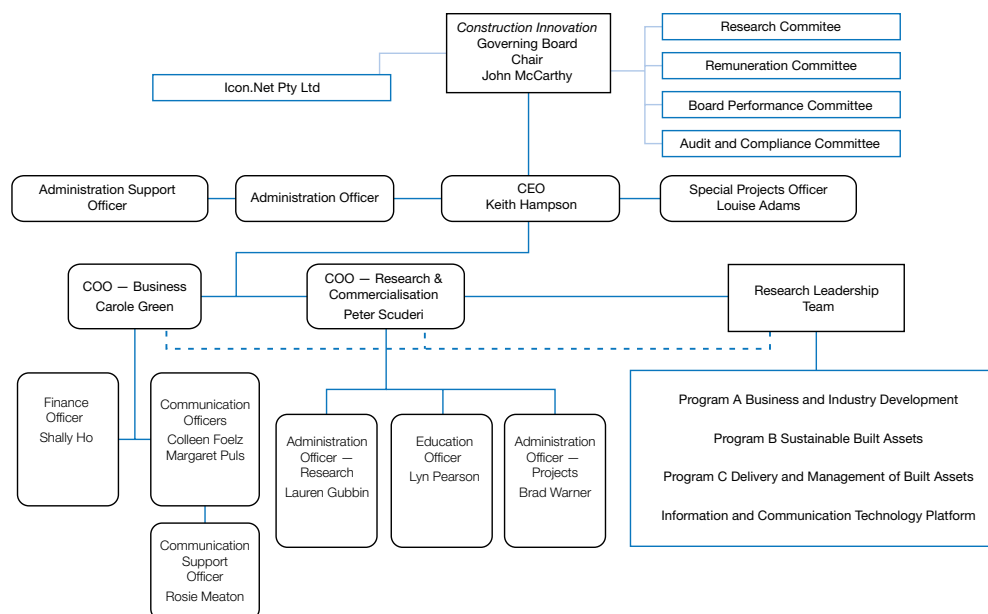 Construction Innovation
Governing Board
Chair
John McCarthy
Research Commitee
Remuneration Committee
Board Performance Committee
Audit and Compliance Committee
Icon.Net Pty Ltd
Administration Support
Officer
Administration Officer
CEO
Keith Hampson
Special Projects Officer
Louise Adams
COO — Business
Carole Green
COO — Research &
Commercialisation
Peter Scuderi
Research Leadership
Team
Finance
Officer
Shally Ho
Communication
Officers
Colleen Foelz
Margaret Puls
Administration
Officer —
Research
Lauren Gubbin
Education
Officer
Lyn Pearson
Administration
Officer —
Projects
Brad Warner
Program A Business and Industry Development
Program B Sustainable Built Assets
Program C Delivery and Management of Built Assets
Information and Communication Technology Platform
Communication
Support
Officer
Rosie Meaton